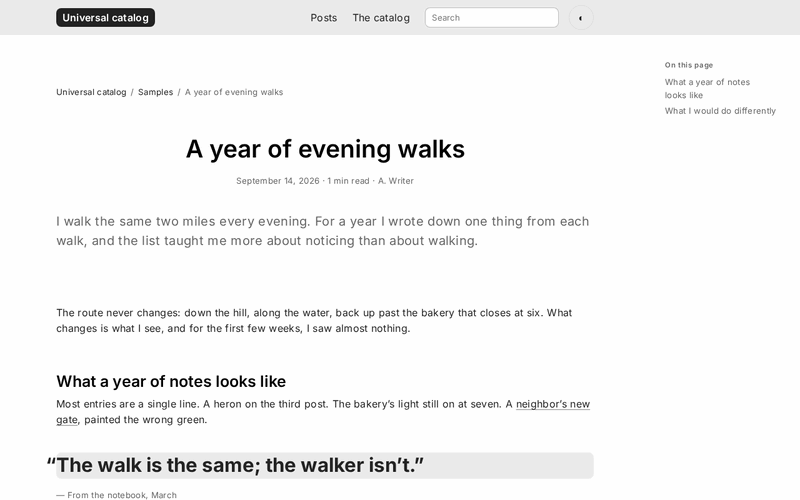 Universal catalog
Posts
The catalog
Search
On this page
What a year of notes
looks like
What I would do differently
Universal catalog / Samples / A year of evening walks
A year of evening walks
September 14, 2026 · 1 min read · A. Writer
I walk the same two miles every evening. For a year I wrote down one thing from each
walk, and the list taught me more about noticing than about walking.
The route never changes: down the hill, along the water, back up past the bakery that closes at six. What
changes is what I see, and for the first few weeks, I saw almost nothing.
What a year of notes looks like
Most entries are a single line. A heron on the third post. The bakery’s light still on at seven. A neighbor’s new
gate, painted the wrong green.
“The walk is the same; the walker isn’t.”
— From the notebook, March